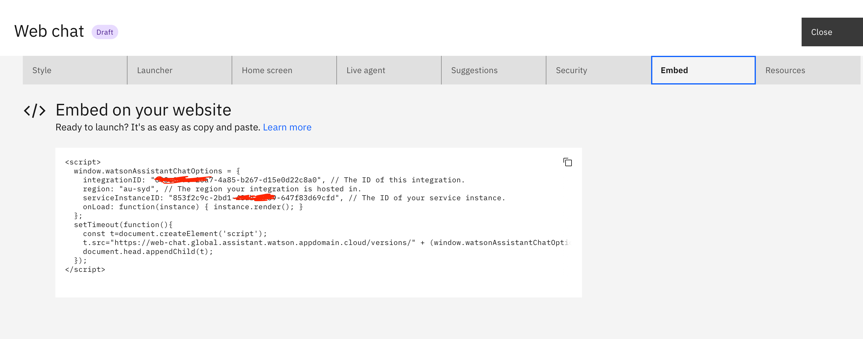 Web chat Draft
Close
Style Launcher Home screen Live agent Suggestions Security Embed Resources
</> Embed on your website
Ready to launch? It's as easy as copy and paste. Learn more
<script>
window.watsonAssistantChatOptions = {
integrationID: "7-4a85-b267-d15e0d22c8a0", // The ID of this integration.
region: "au-syd", // The region your integration is hosted in.
serviceInstanceID: "853f2c9c-2bd1--647f83d69cfd", // The ID of your service instance.
onLoad: function(instance) { instance.render(); }
};
setTimeout(function(){
const t=document.createElement('script');
t.src="https://web-chat.global.assistant.watson.appdomain.cloud/versions/" + (window.watsonAssistantChatOpti
document.head.appendChild(t);
});
</script>